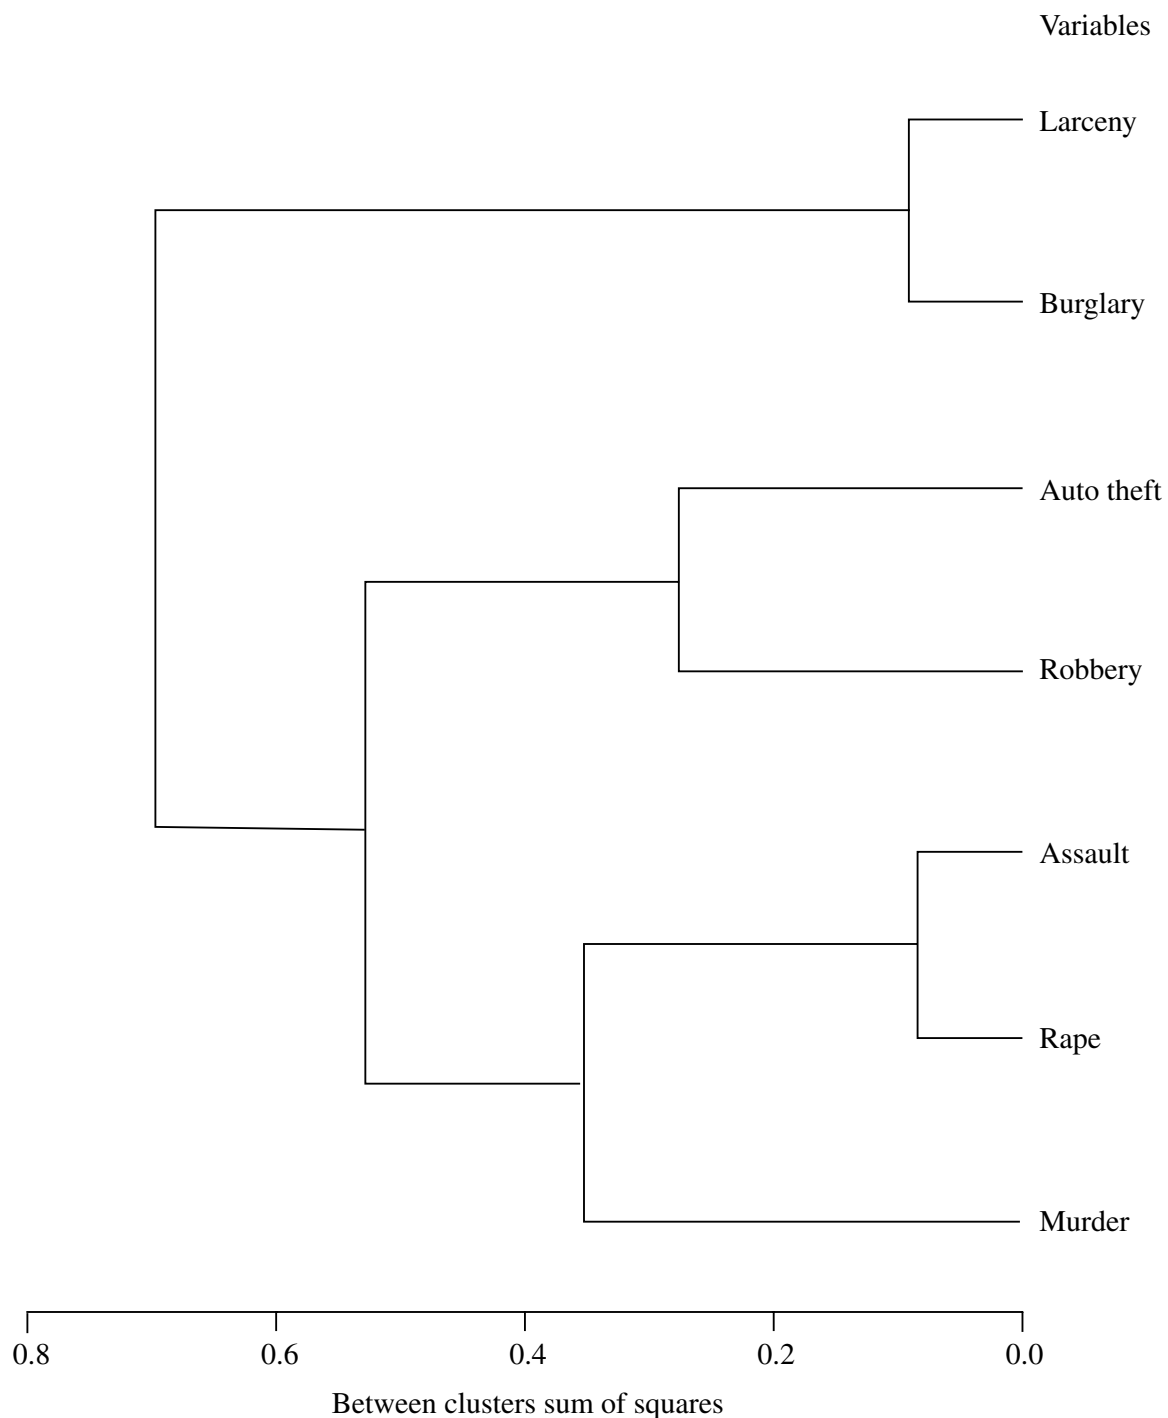 Variables
Larceny
Burglary
Auto theft
Robbery
Assault
Rape
Murder
0.8 0.6 0.4 0.2 0.0
Between clusters sum of squares